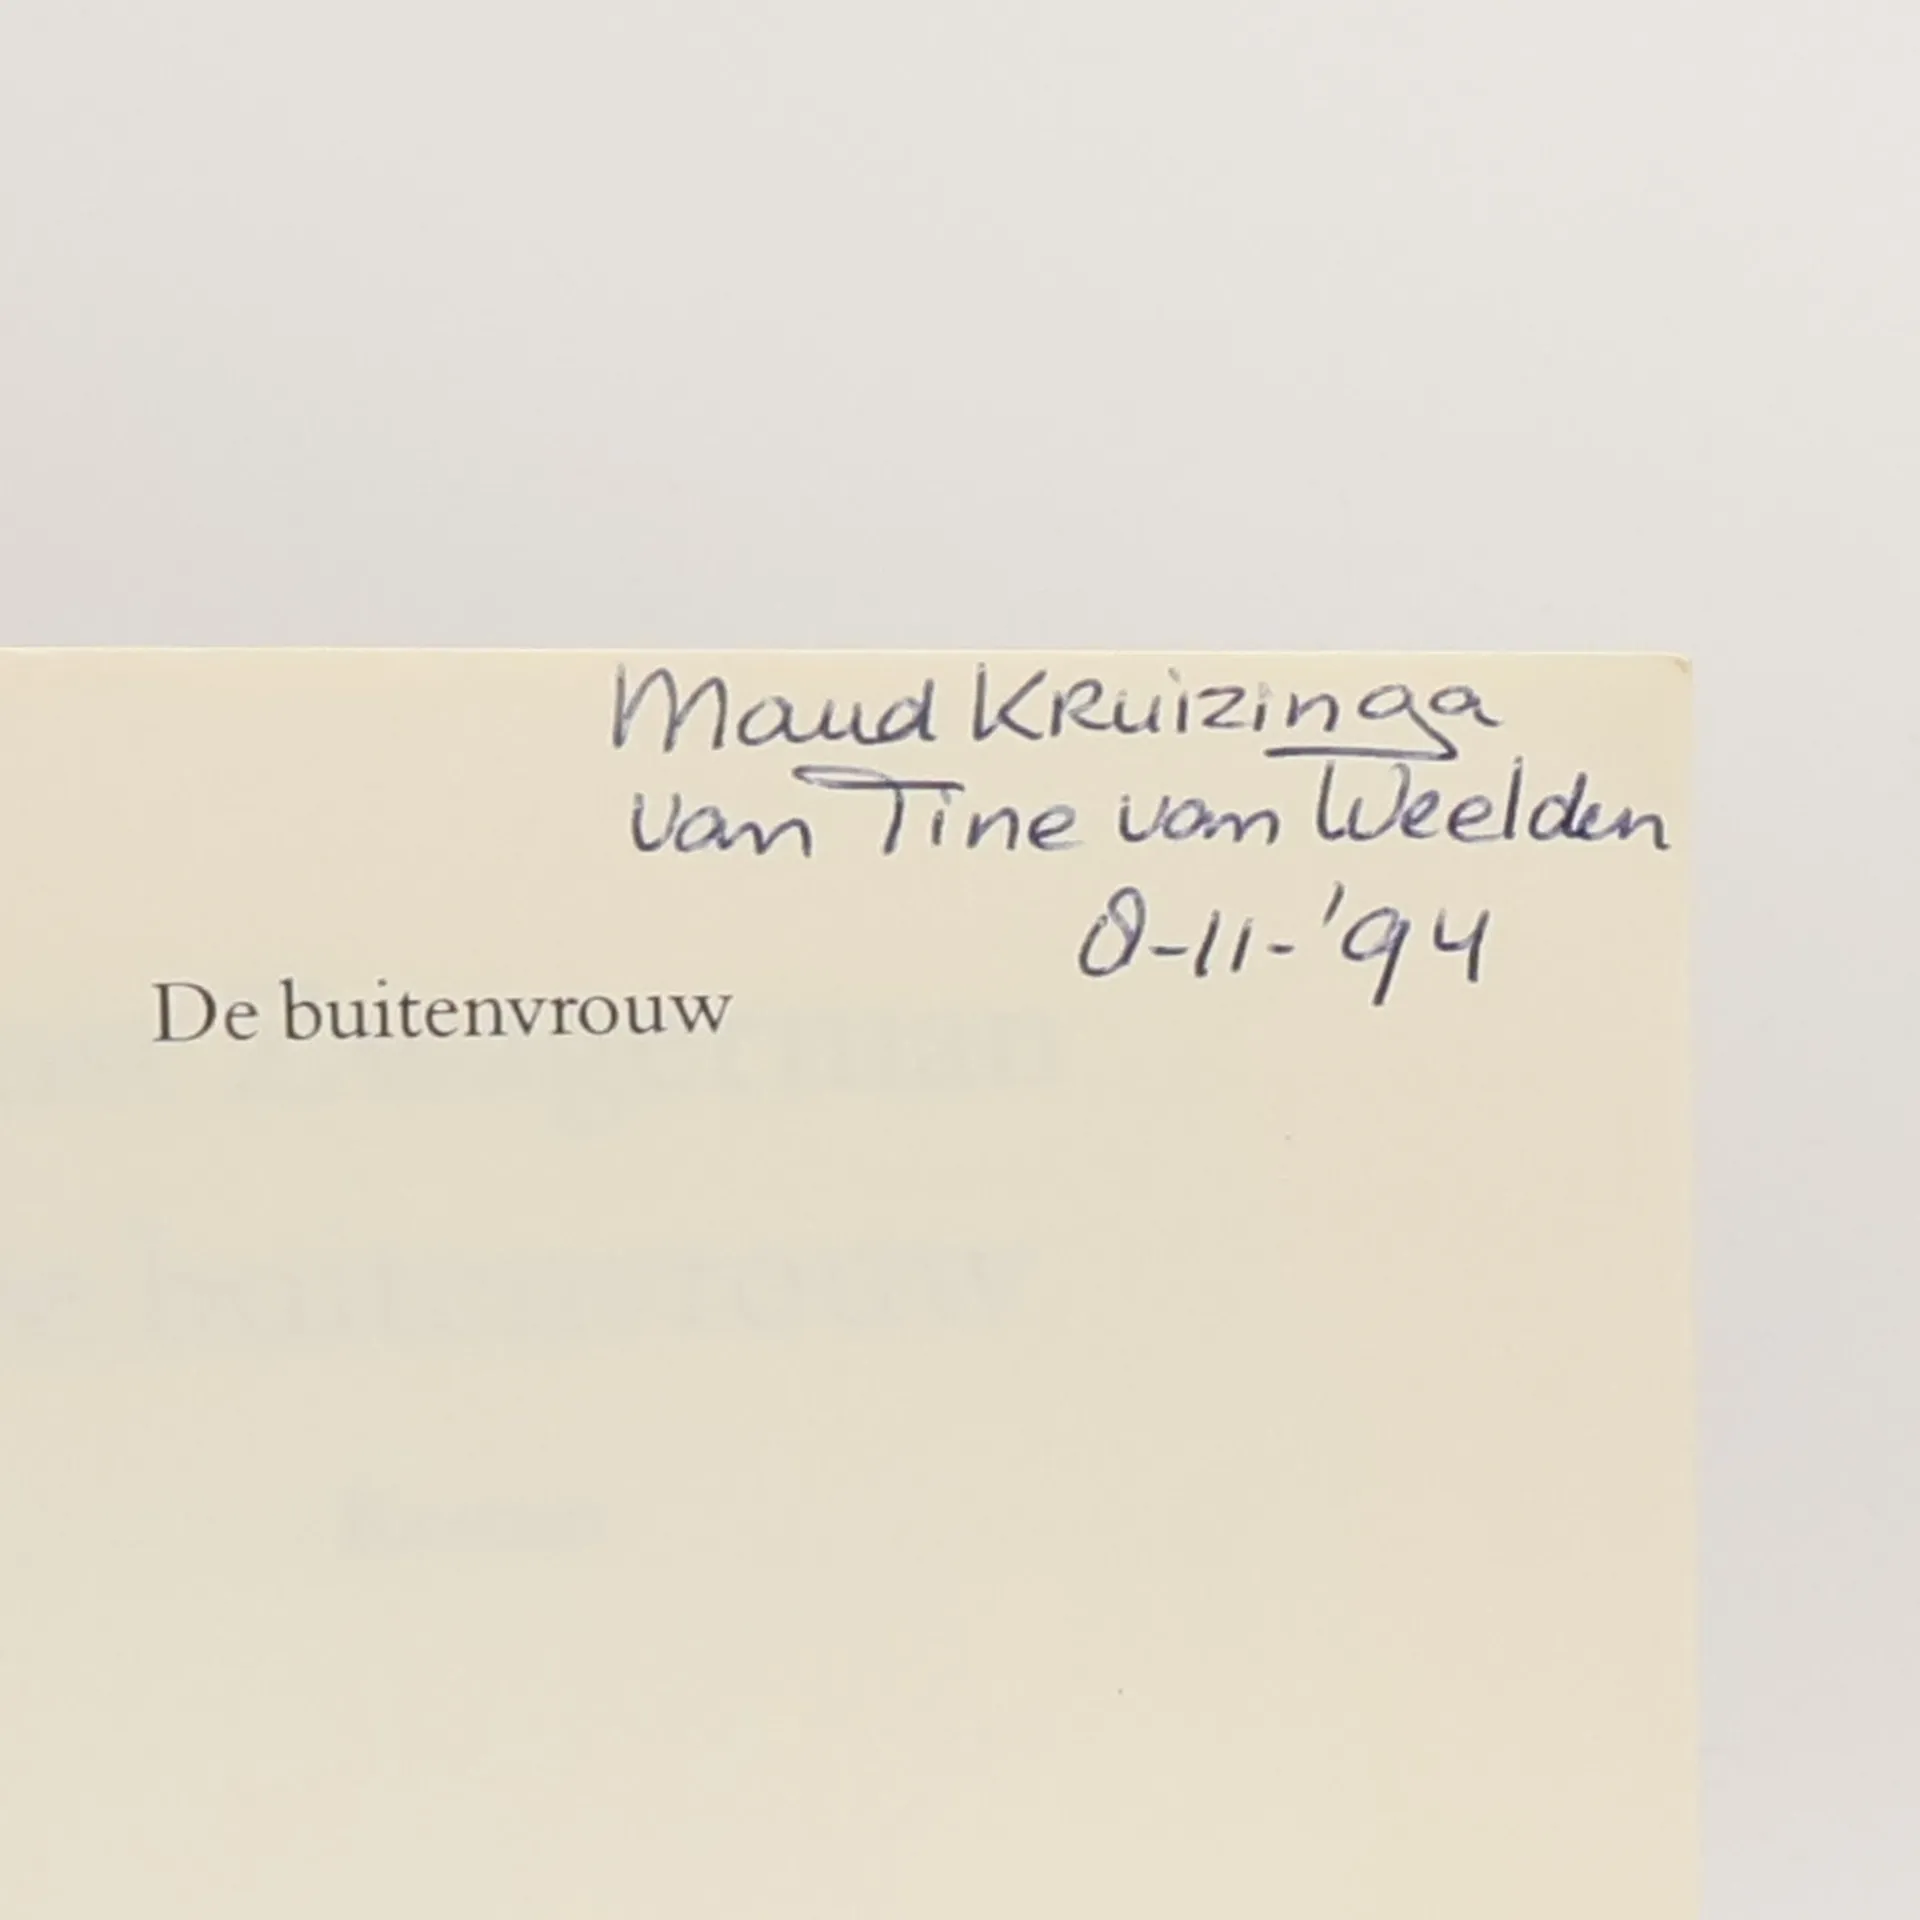 Maud Kruizinga
van Tine van Weelden
8-11-'94
De buitenvrouw